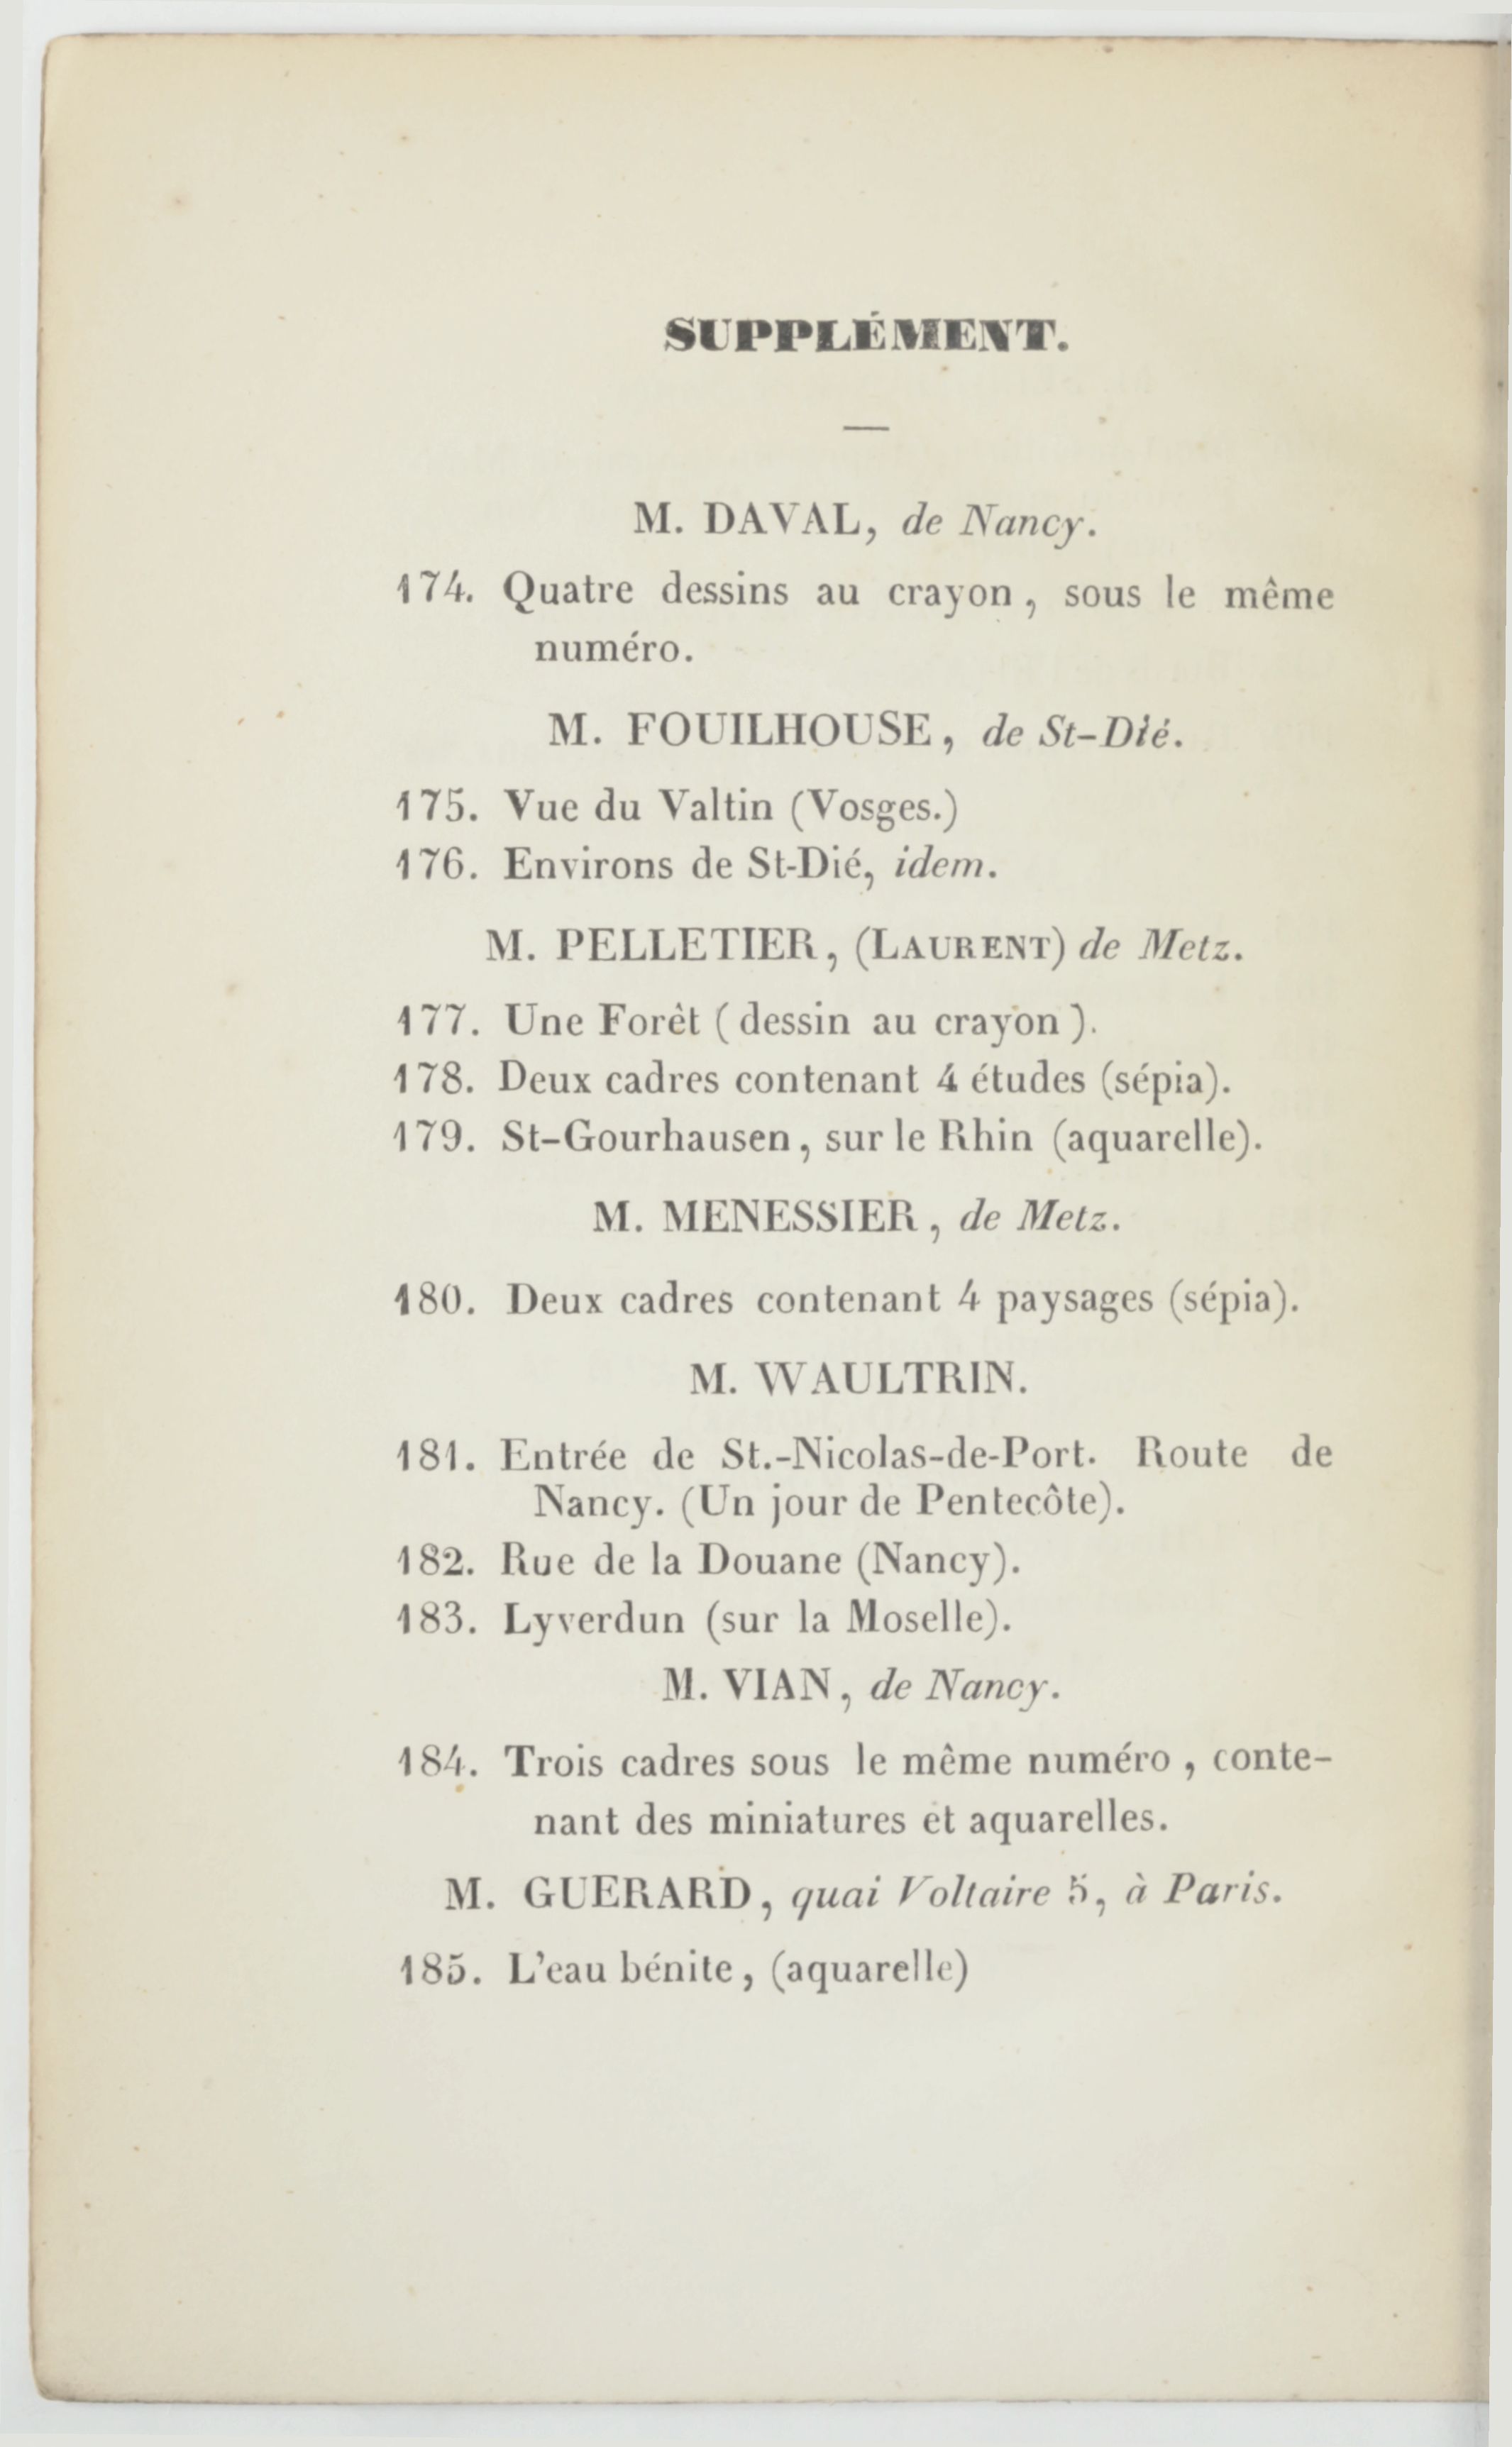 SUPPLÉMENT.
—
M. DAVAL, de Nancy.
174. Quatre dessins au crayon, sous le même
numéro.
M. FOUILHOUSE, de St-Dié.
175. Vue du Valtin (Vosges.)
176. Environs de St-Dié, idem.
M. PELLETIER, (LAURENT) de Metz.
177. Une Forêt (dessin au crayon).
178. Deux cadres contenant 4 études (sépia).
179. St-Gourhausen, sur le Rhin (aquarelle).
M. MENESSIER, de Metz.
180. Deux cadres contenant 4 paysages (sépia).
M. WAULTRIN.
181. Entrée de St.-Nicolas-de-Port. Route de
Nancy. (Un jour de Pentecôte).
182. Rue de la Douane (Nancy).
183. Lyverdun (sur la Moselle).
M. VIAN, de Nancy.
184. Trois cadres sous le même numéro, conte-
nant des miniatures et aquarelles.
M. GUERARD, quai Voltaire 5, à Paris.
185. L'eau bénite, (aquarelle)